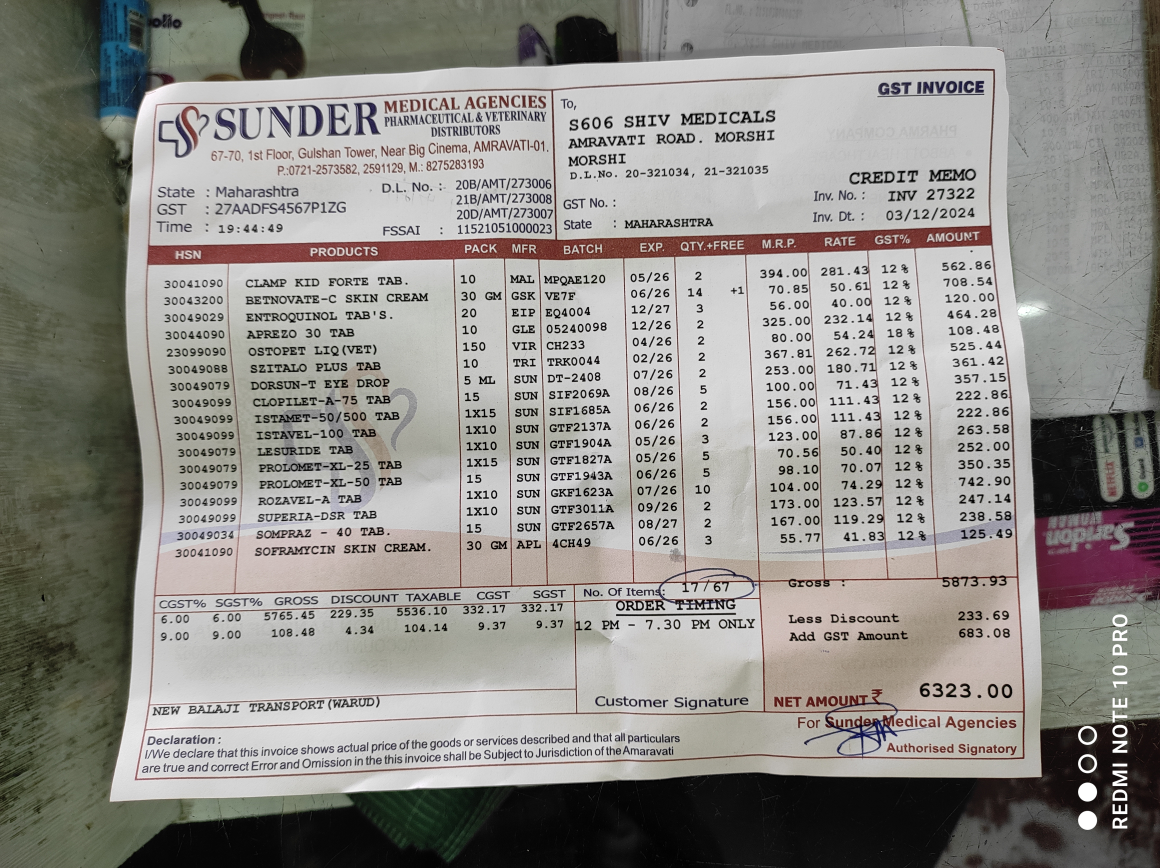 SUNDER MEDICAL AGENCIES
PHARMACEUTICAL & VETERINARY
DISTRIBUTORS
67-70, 1st Floor, Gulshan Tower, Near Big Cinema, AMRAVATI-01.
P.:0721-2573582, 2591129, M.: 8275283193
State : Maharashtra
GST : 27AADFS4567P1ZG
Time : 19:44:49
D.L. No. : 20B/AMT/273006
21B/AMT/273008
20D/AMT/273007
FSSAI : 11521051000023
GST INVOICE
To,
S606 SHIV MEDICALS
AMRAVATI ROAD. MORSHI
MORSHI
D.L.No. 20-321034, 21-321035
CREDIT MEMO
GST No. :
Inv. No. : INV 27322
State : MAHARASHTRA
Inv. Dt. : 03/12/2024
HSN PRODUCTS PACK MFR BATCH EXP. QTY.+FREE M.R.P. RATE GST% AMOUNT
30041090 CLAMP KID FORTE TAB. 10 MAL MPQAE120 05/26 2 394.00 281.43 12% 562.86
30043200 BETNOVATE-C SKIN CREAM 30 GM GSK VE7F 06/26 14 +1 70.85 50.61 12% 708.54
30049029 ENTROQUINOL TAB'S. 20 EIP EQ4004 12/27 3 56.00 40.00 12% 120.00
30044090 APREZO 30 TAB 10 GLE 05240098 12/26 2 325.00 232.14 12% 464.28
23099090 OSTOPET LIQ(VET) 150 VIR CH233 04/26 2 80.00 54.24 18% 108.48
30049088 SZITALO PLUS TAB 10 TRI TRK0044 02/26 2 367.81 262.72 12% 525.44
30049079 DORSUN-T EYE DROP 5 ML SUN DT-2408 07/26 2 253.00 180.71 12% 361.42
30049099 CLOPILET-A-75 TAB 15 SUN SIF2069A 08/26 5 100.00 71.43 12% 357.15
30049099 ISTAMET-50/500 TAB 1X15 SUN SIF1685A 06/26 2 156.00 111.43 12% 222.86
30049099 ISTAVEL-100 TAB 1X10 SUN GTF2137A 06/26 2 156.00 111.43 12% 222.86
30049079 LESURIDE TAB 1X10 SUN GTF1904A 05/26 3 123.00 87.86 12% 263.58
30049079 PROLOMET-XL-25 TAB 1X15 SUN GTF1827A 05/26 5 70.56 50.40 12% 252.00
30049079 PROLOMET-XL-50 TAB 15 SUN GTF1943A 06/26 5 98.10 70.07 12% 350.35
30049099 ROZAVEL-A TAB 1X10 SUN GKF1623A 07/26 10 104.00 74.29 12% 742.90
30049099 SUPERIA-DSR TAB 1X10 SUN GTF3011A 09/26 2 173.00 123.57 12% 247.14
30049034 SOMPRAZ - 40 TAB. 15 SUN GTF2657A 08/27 2 167.00 119.29 12% 238.58
30041090 SOFRAMYCIN SKIN CREAM. 30 GM APL 4CH49 06/26 3 55.77 41.83 12% 125.49
CGST% SGST% GROSS DISCOUNT TAXABLE CGST SGST
6.00 6.00 5765.45 229.35 5536.10 332.17 332.17
9.00 9.00 108.48 4.34 104.14 9.37 9.37
No. Of Items: 17/67
ORDER TIMING
12 PM - 7.30 PM ONLY
Gross : 5873.93
Less Discount 233.69
Add GST Amount 683.08
NEW BALAJI TRANSPORT(WARUD)
Customer Signature
NET AMOUNT ₹ 6323.00
For Sunder Medical Agencies
Authorised Signatory
Declaration :
I/We declare that this invoice shows actual price of the goods or services described and that all particulars
are true and correct Error and Omission in the this invoice shall be Subject to Jurisdiction of the Amaravati
Saridon
NETFLIX
REDMI NOTE 10 PRO